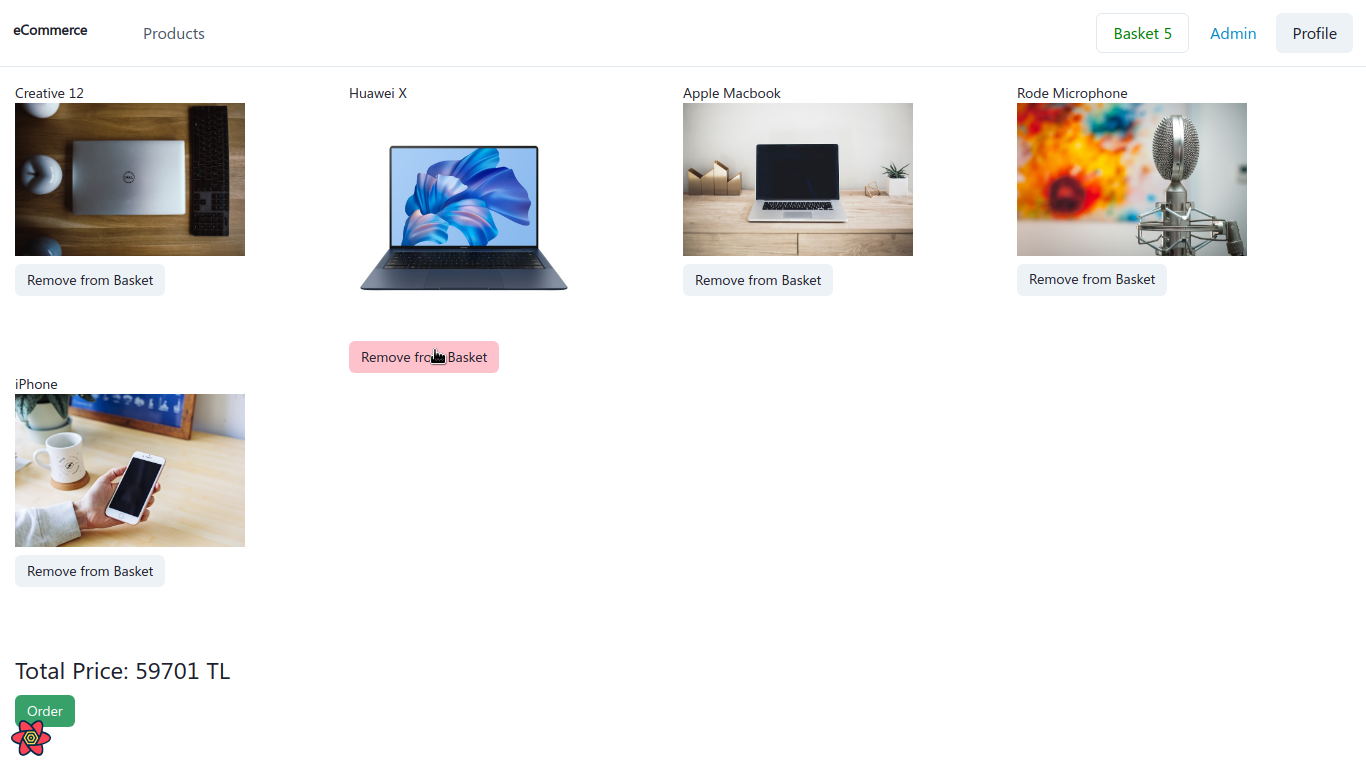 eCommerce
Products
Basket 5
Admin
Profile
Creative 12
Huawei X
Apple Macbook
Rode Microphone
Remove from Basket
Remove from Basket
Remove from Basket
Remove from Basket
iPhone
Remove from Basket
Total Price: 59701 TL
Order